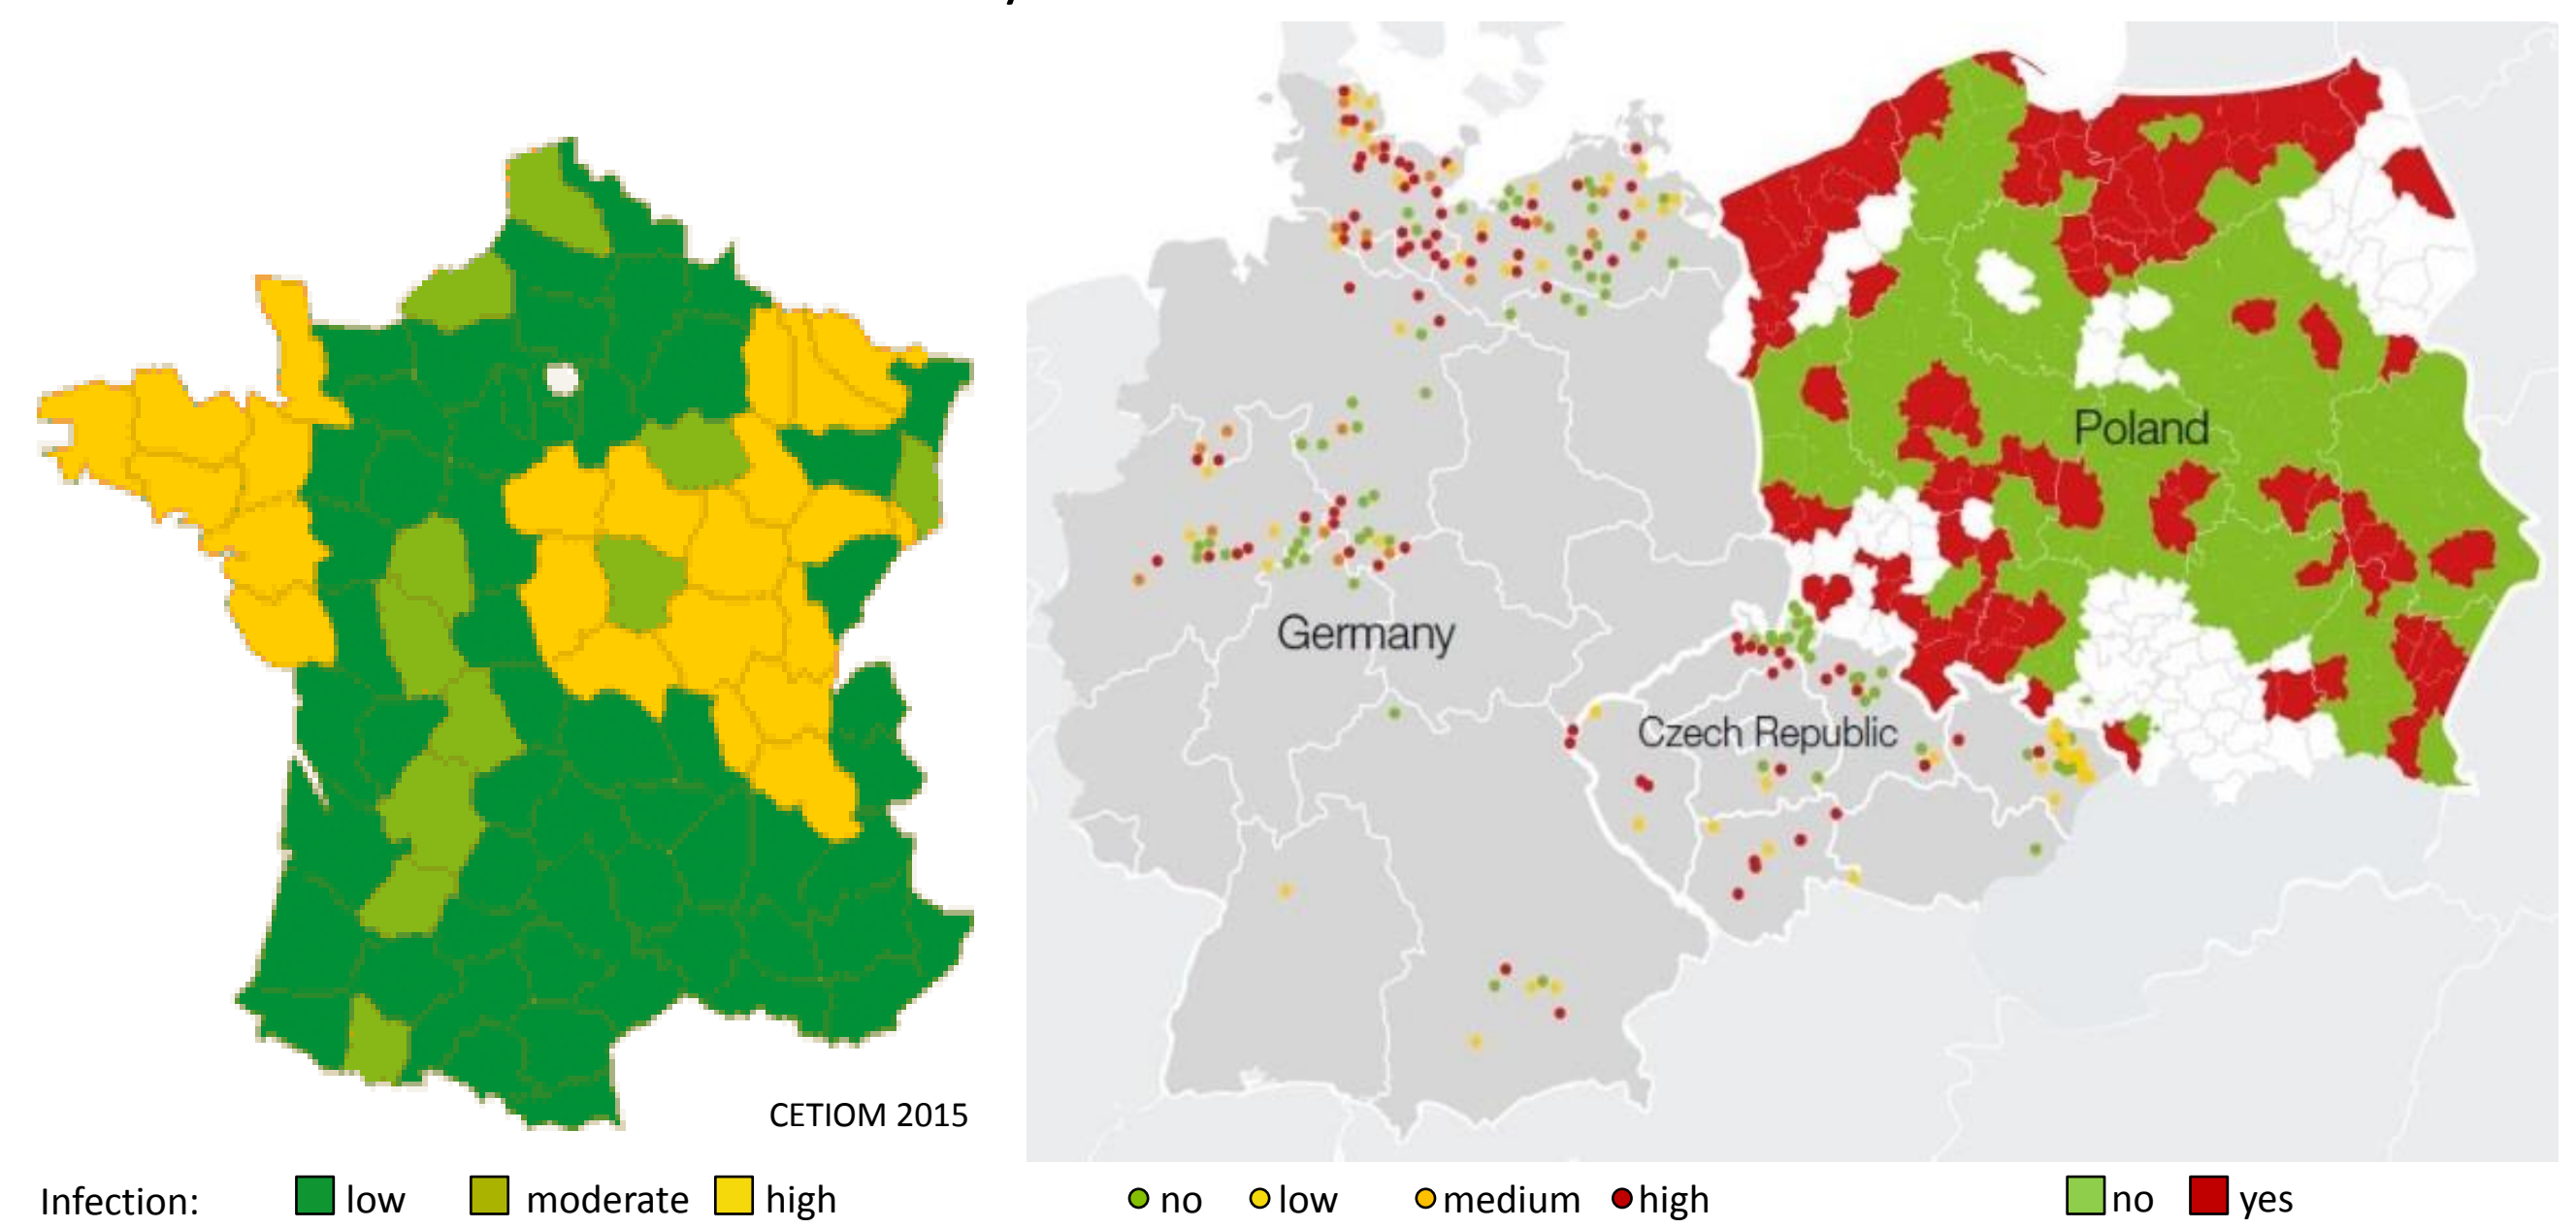 Poland
Germany
Czech Republic
CETIOM 2015
Infection: low moderate high no low medium high no yes